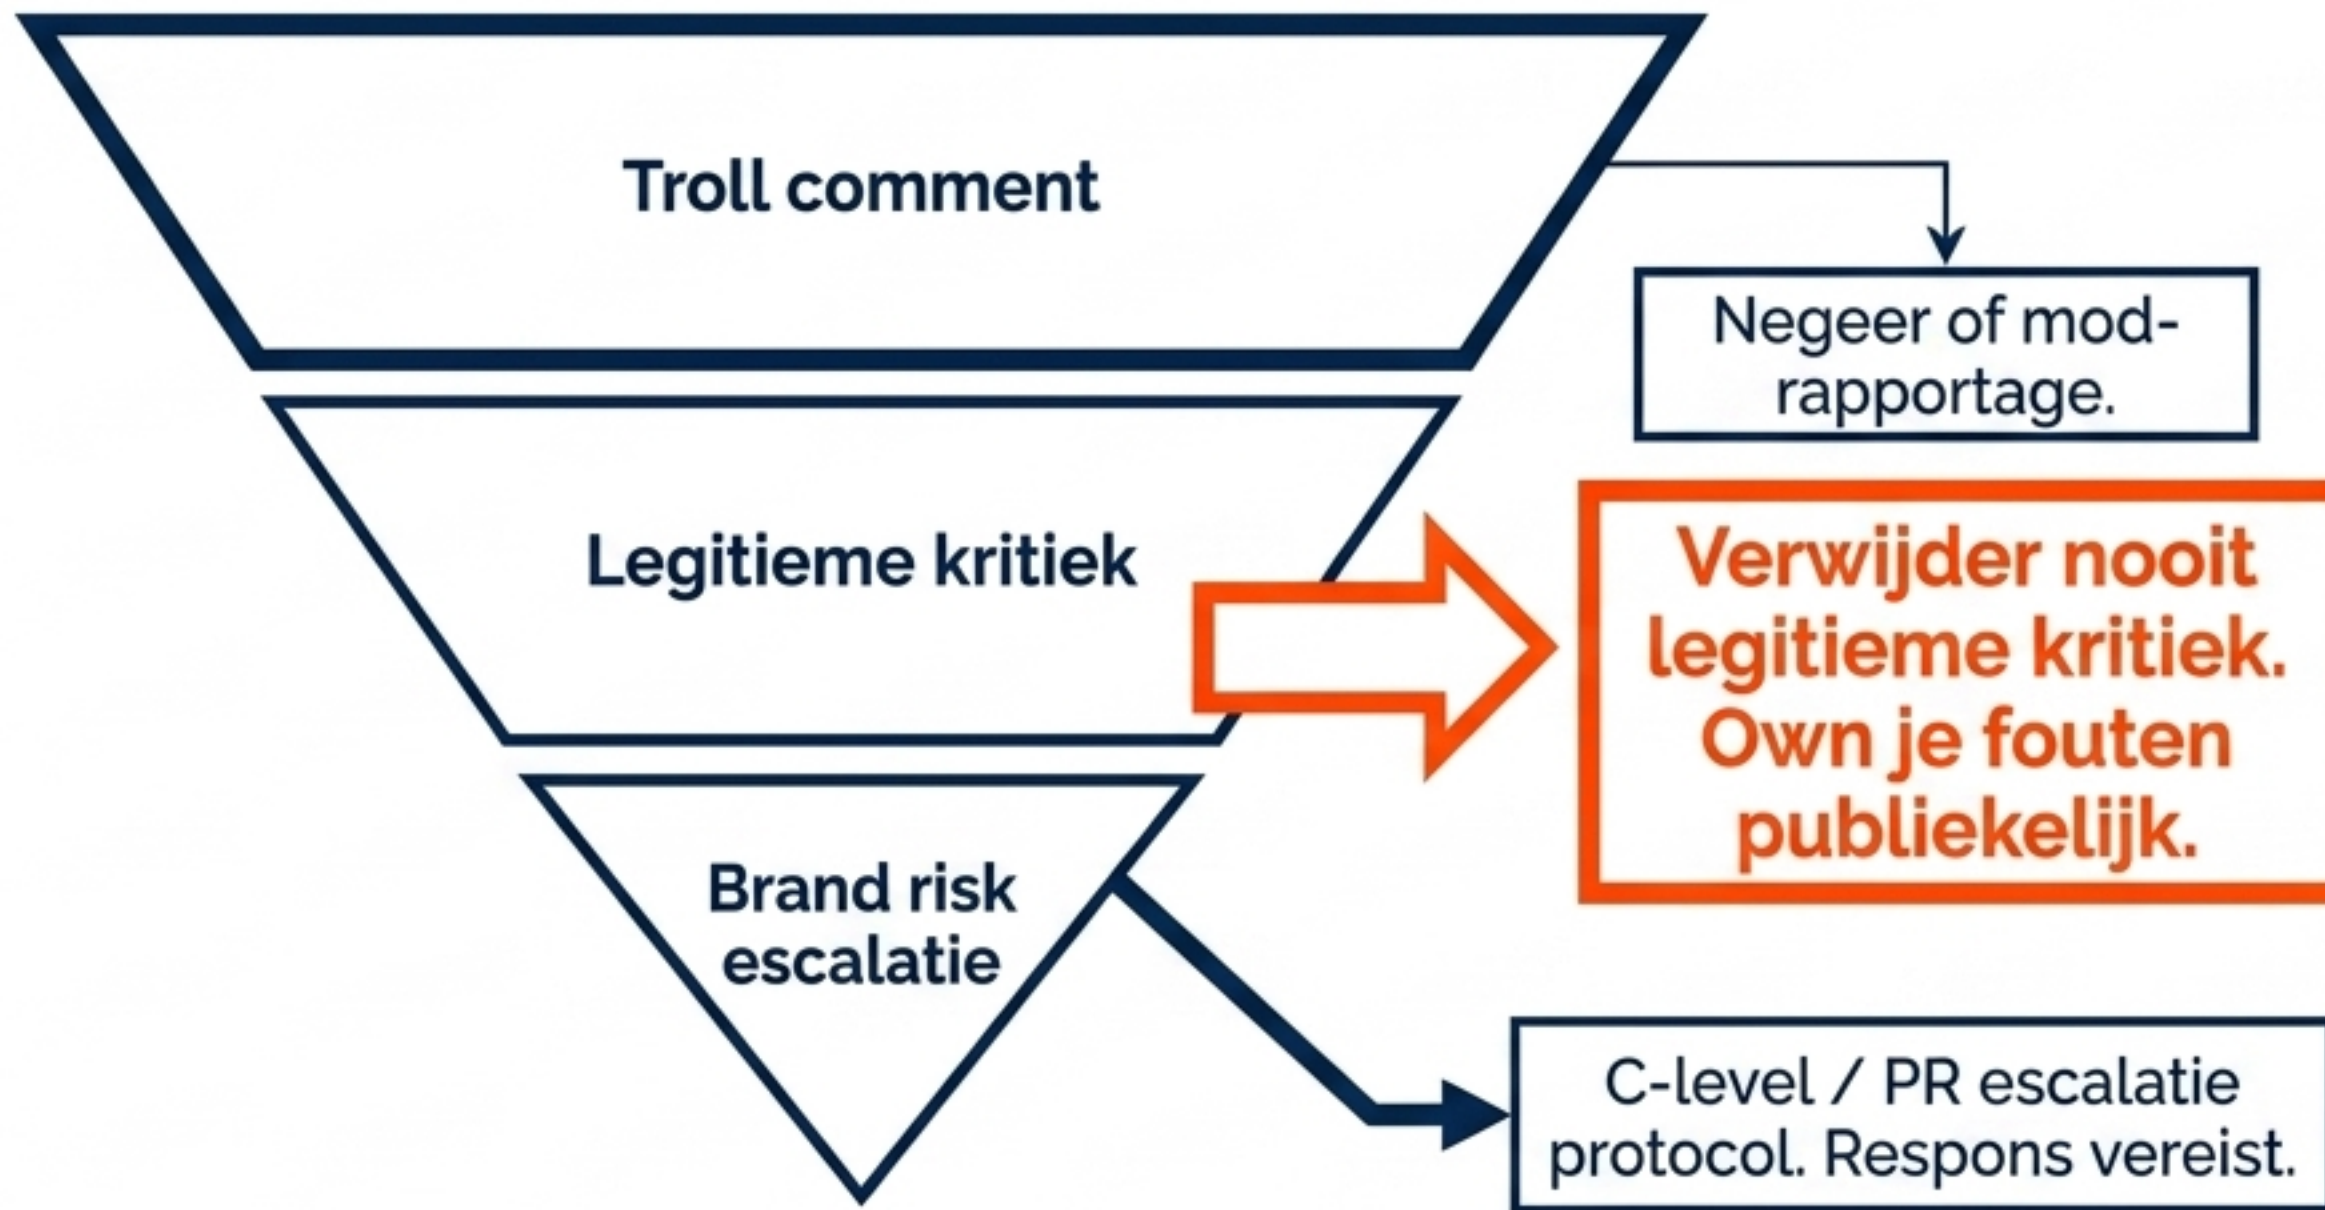 Troll comment
Negeer of mod-
rapportage.
Legitieme kritiek
Verwijder nooit
legitieme kritiek.
Own je fouten
publiekelijk.
Brand risk
escalatie
C-level / PR escalatie
protocol. Respons vereist.